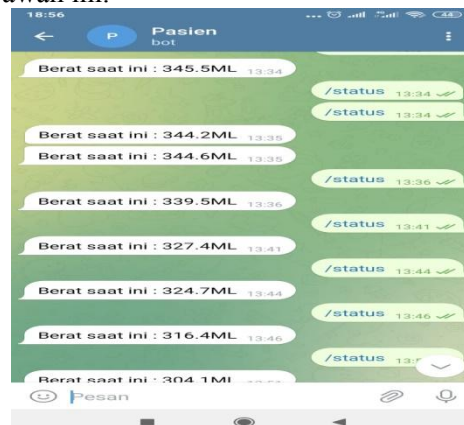 18:56
44
P
Pasien
bot
Berat saat ini : 345.5ML 13:34
/status 13:34
/status 13:34
Berat saat ini : 344.2ML 13:35
Berat saat ini : 344.6ML 13:35
/status 13:36
Berat saat ini : 339.5ML 13:36
/status 13:41
Berat saat ini : 327.4ML 13:41
/status 13:44
Berat saat ini : 324.7ML 13:44
/status 13:46
Berat saat ini : 316.4ML 13:46
/status
Berat saat ini : 304.1ML
Pesan